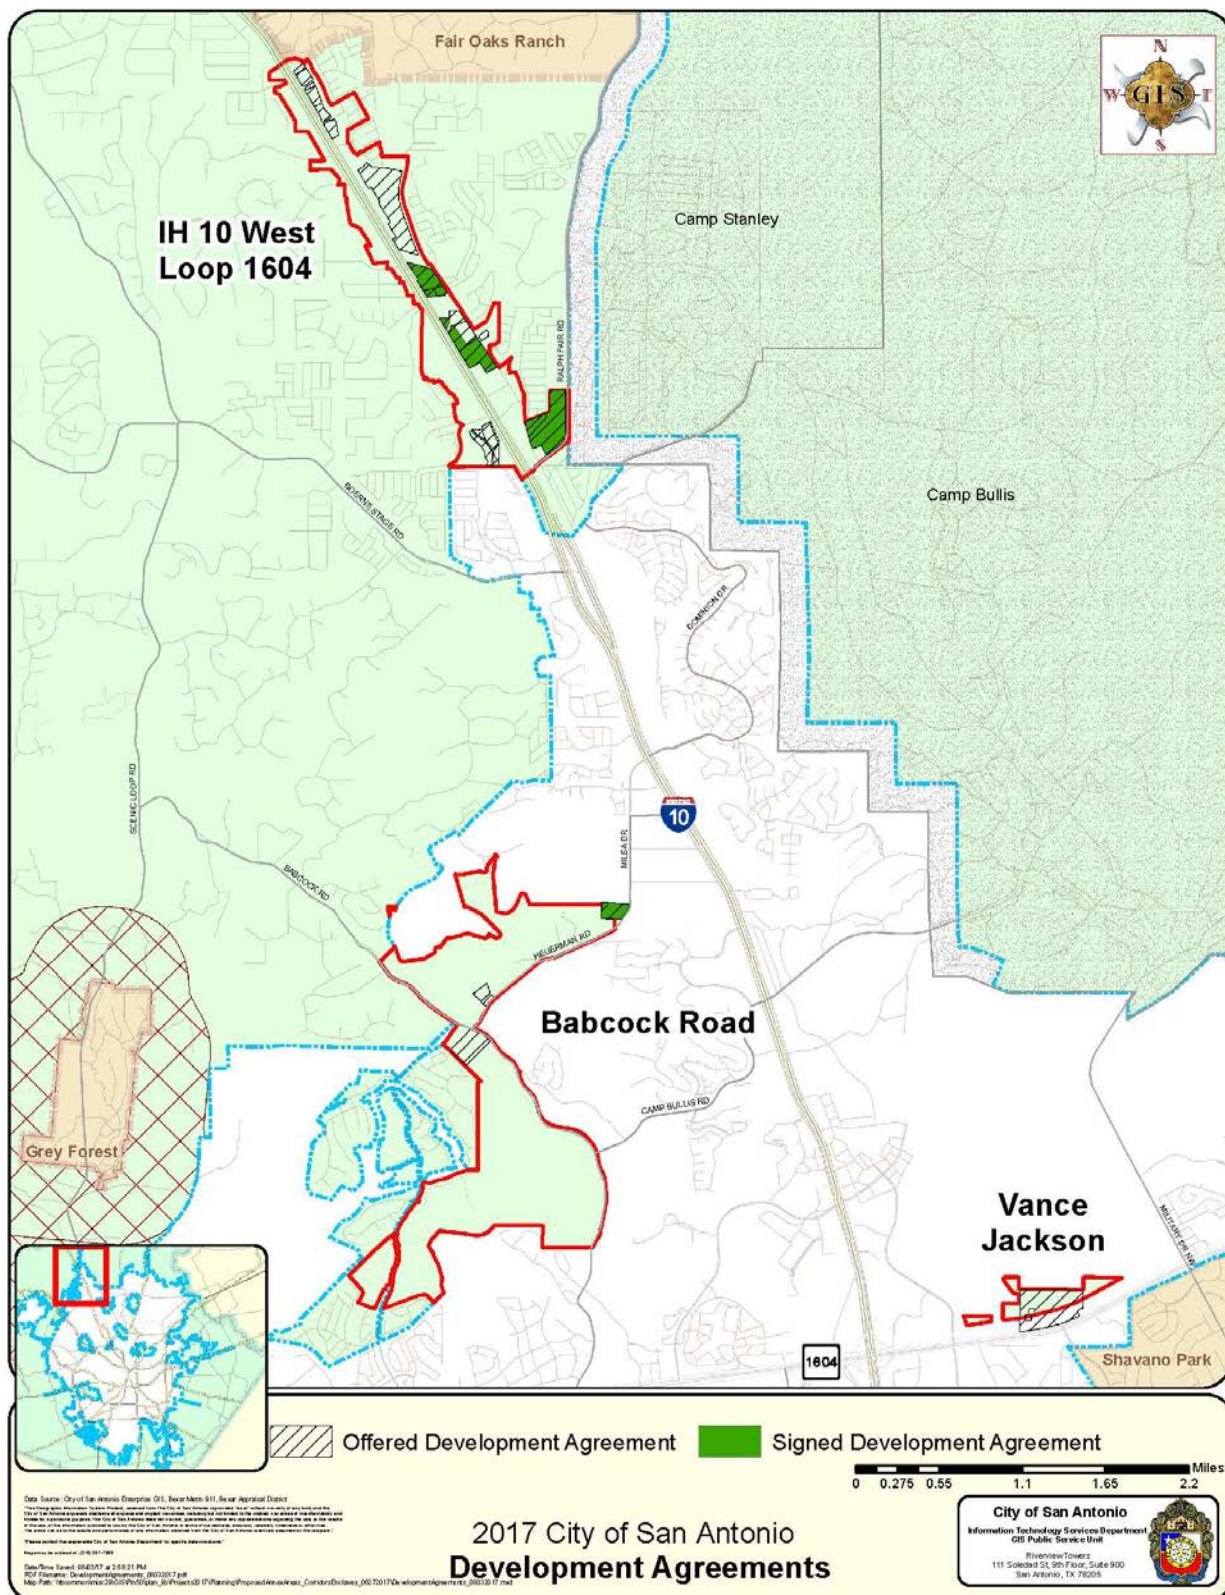 Fair Oaks Ranch
N
W GIS E
S
Camp Stanley
IH 10 West
Loop 1604
RALPH FAIR RD
Camp Bullis
BOERNE STAGE RD
DOMINION DR
SCENIC LOOP RD
10
MILSA DR
BABCOCK RD
HEUERMAN RD
Babcock Road
CAMP BULLIS RD
Grey Forest
Vance
Jackson
MILITARY DR NW
1604
Shavano Park
Offered Development Agreement
Signed Development Agreement
Miles
0 0.275 0.55 1.1 1.65 2.2
Data Source: City of San Antonio Enterprise GIS, Bexar Metro 911, Bexar Appraisal District
2017 City of San Antonio
Development Agreements
City of San Antonio
Information Technology Services Department
GIS Public Service Unit
Riverview Towers
111 Soledad St, 9th Floor, Suite 900
San Antonio, TX 78205